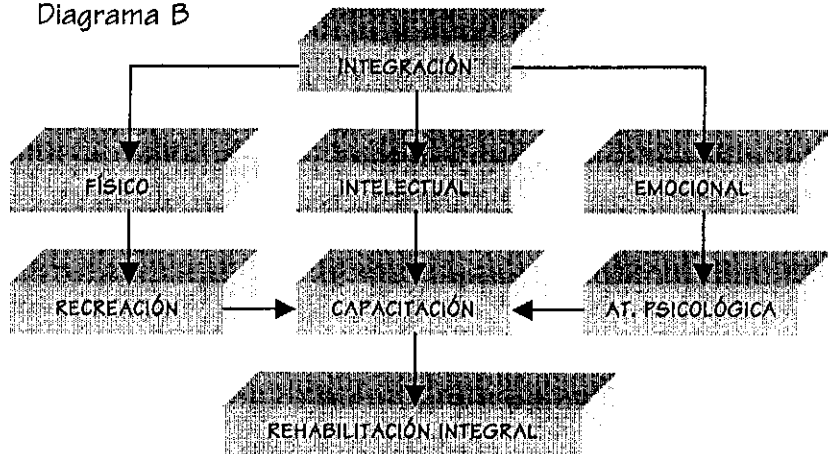 Diagrama B
INTEGRACIÓN
FÍSICO
INTELECTUAL
EMOCIONAL
RECREACIÓN
CAPACITACIÓN
AT. PSICOLÓGICA
REHABILITACIÓN INTEGRAL